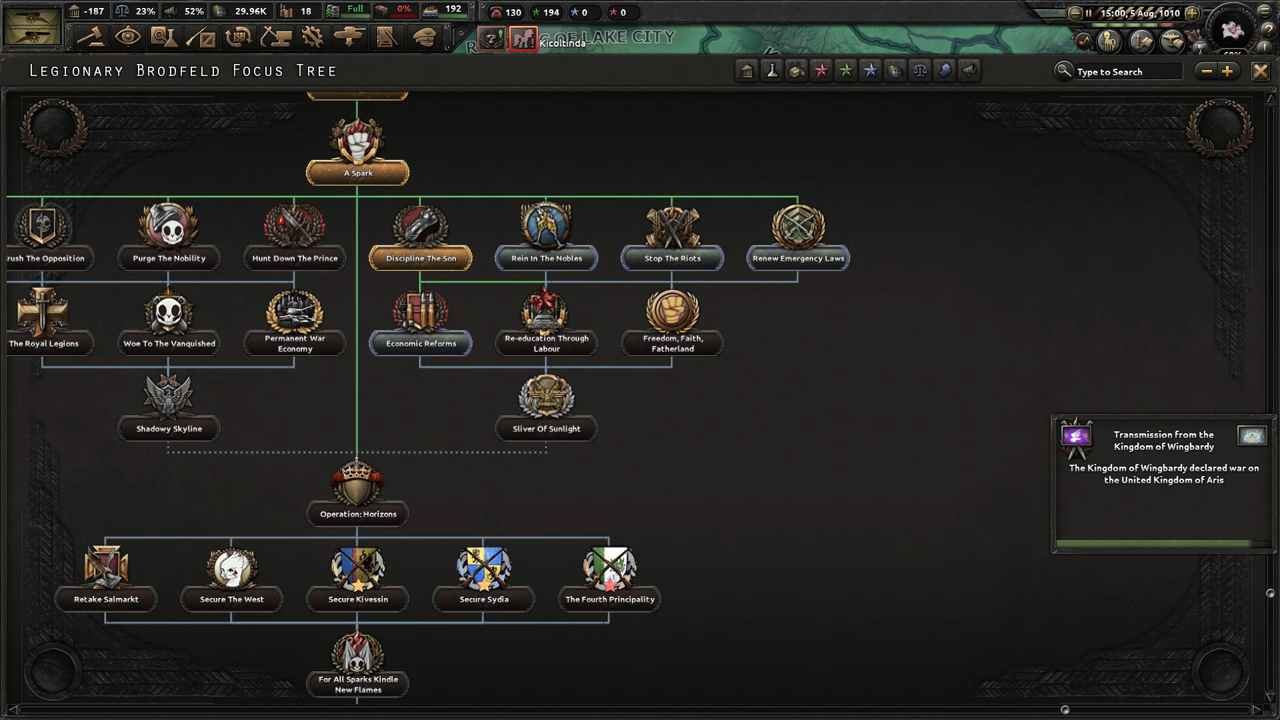 -187
23%
52%
29.96K
18
Full
0%
192
130
194
0
0
15:00, 5 Aug, 1010
OF LAKE CITY
Kicoltinda
Legionary Brodfeld Focus Tree
Type to Search
A Spark
rush The Opposition
Purge The Nobility
Hunt Down The Prince
Discipline The Son
Rein In The Nobles
Stop The Riots
Renew Emergency Laws
The Royal Legions
Woe To The Vanquished
Permanent War
Economy
Economic Reforms
Re-education Through
Labour
Freedom, Faith,
Fatherland
Shadowy Skyline
Sliver Of Sunlight
Transmission from the
Kingdom of Wingbardy
The Kingdom of Wingbardy declared war on
the United Kingdom of Aris
Operation: Horizons
Retake Salmarkt
Secure The West
Secure Kivessin
Secure Sydia
The Fourth Principality
For All Sparks Kindle
New Flames